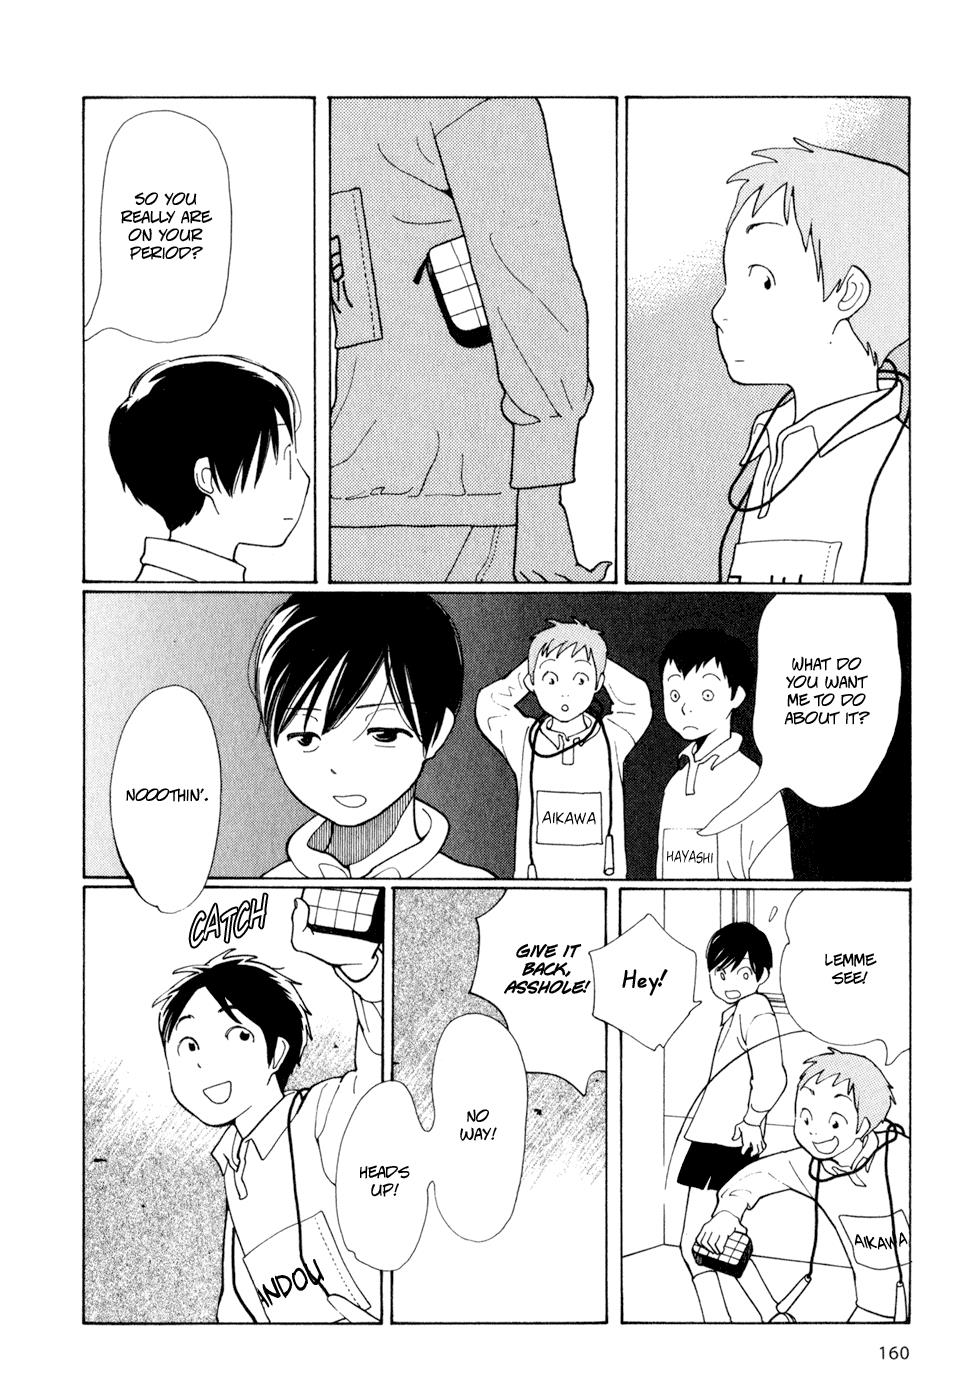 SO YOU
REALLY ARE
ON YOUR
PERIOD?
WHAT DO
YOU WANT
ME TO DO
ABOUT IT?
AIKAWA
HAYASHI
NOOOTHIN'.
LEMME
SEE!
Hey!
AIKAWA
GIVE IT
BACK,
ASSHOLE!
NO
WAY!
HEADS
UP!
CATCH
ANDOU
160